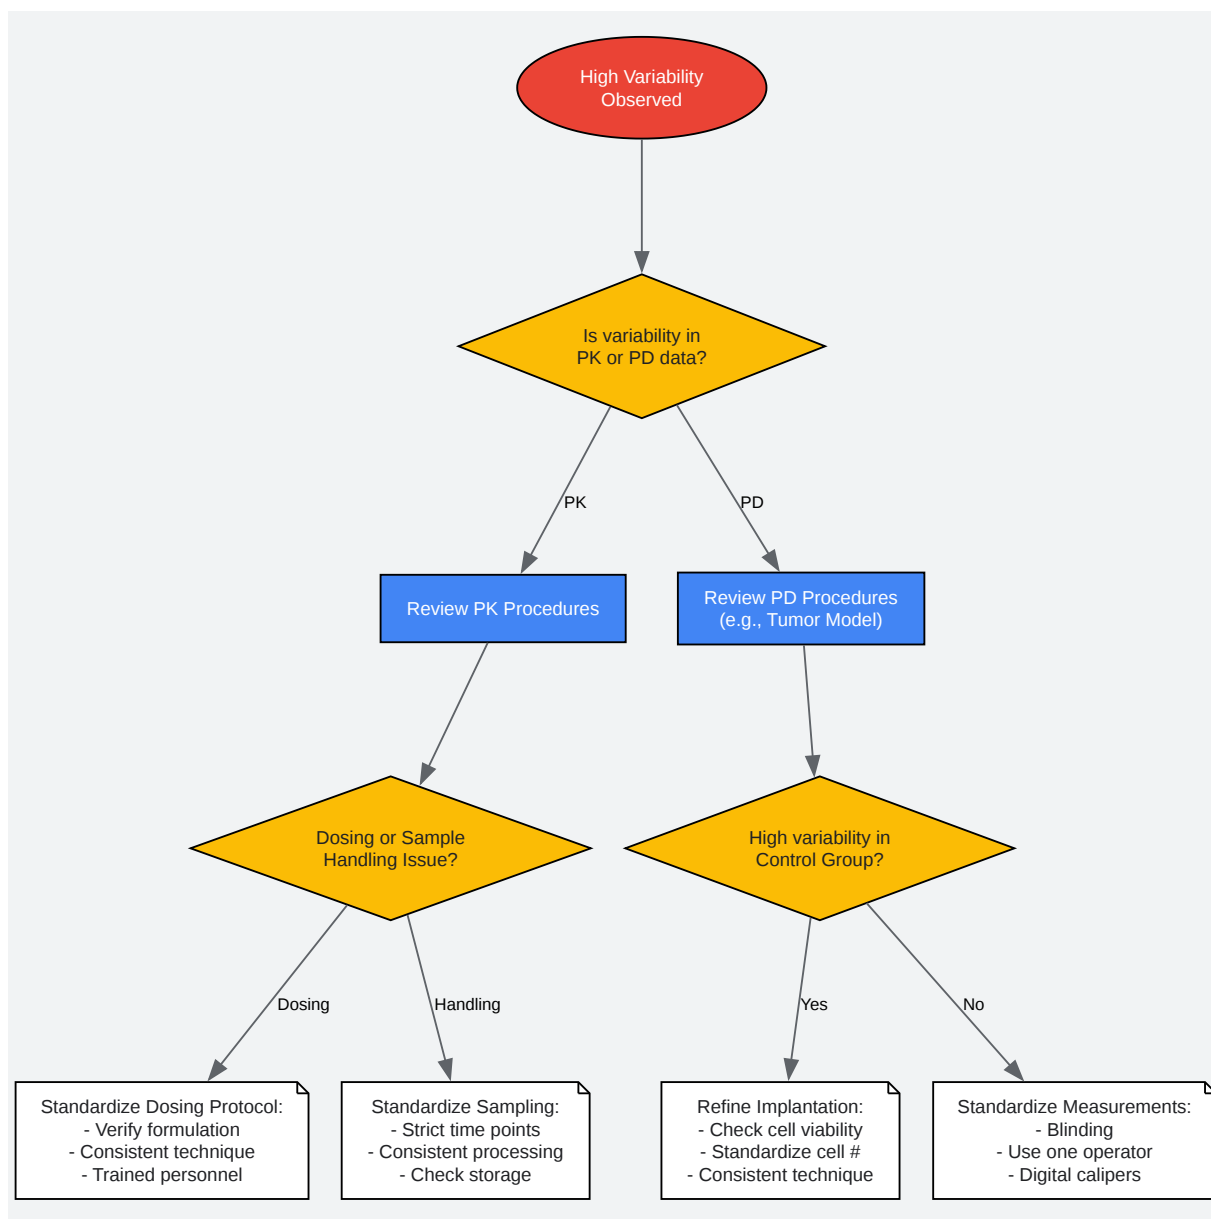 High Variability
Observed
Is variability in
PK or PD data?
PK
PD
Review PK Procedures
Review PD Procedures
(e.g., Tumor Model)
Dosing or Sample
Handling Issue?
High variability in
Control Group?
Dosing
Handling
Yes
No
Standardize Dosing Protocol:
- Verify formulation
- Consistent technique
- Trained personnel
Standardize Sampling:
- Strict time points
- Consistent processing
- Check storage
Refine Implantation:
- Check cell viability
- Standardize cell #
- Consistent technique
Standardize Measurements:
- Blinding
- Use one operator
- Digital calipers